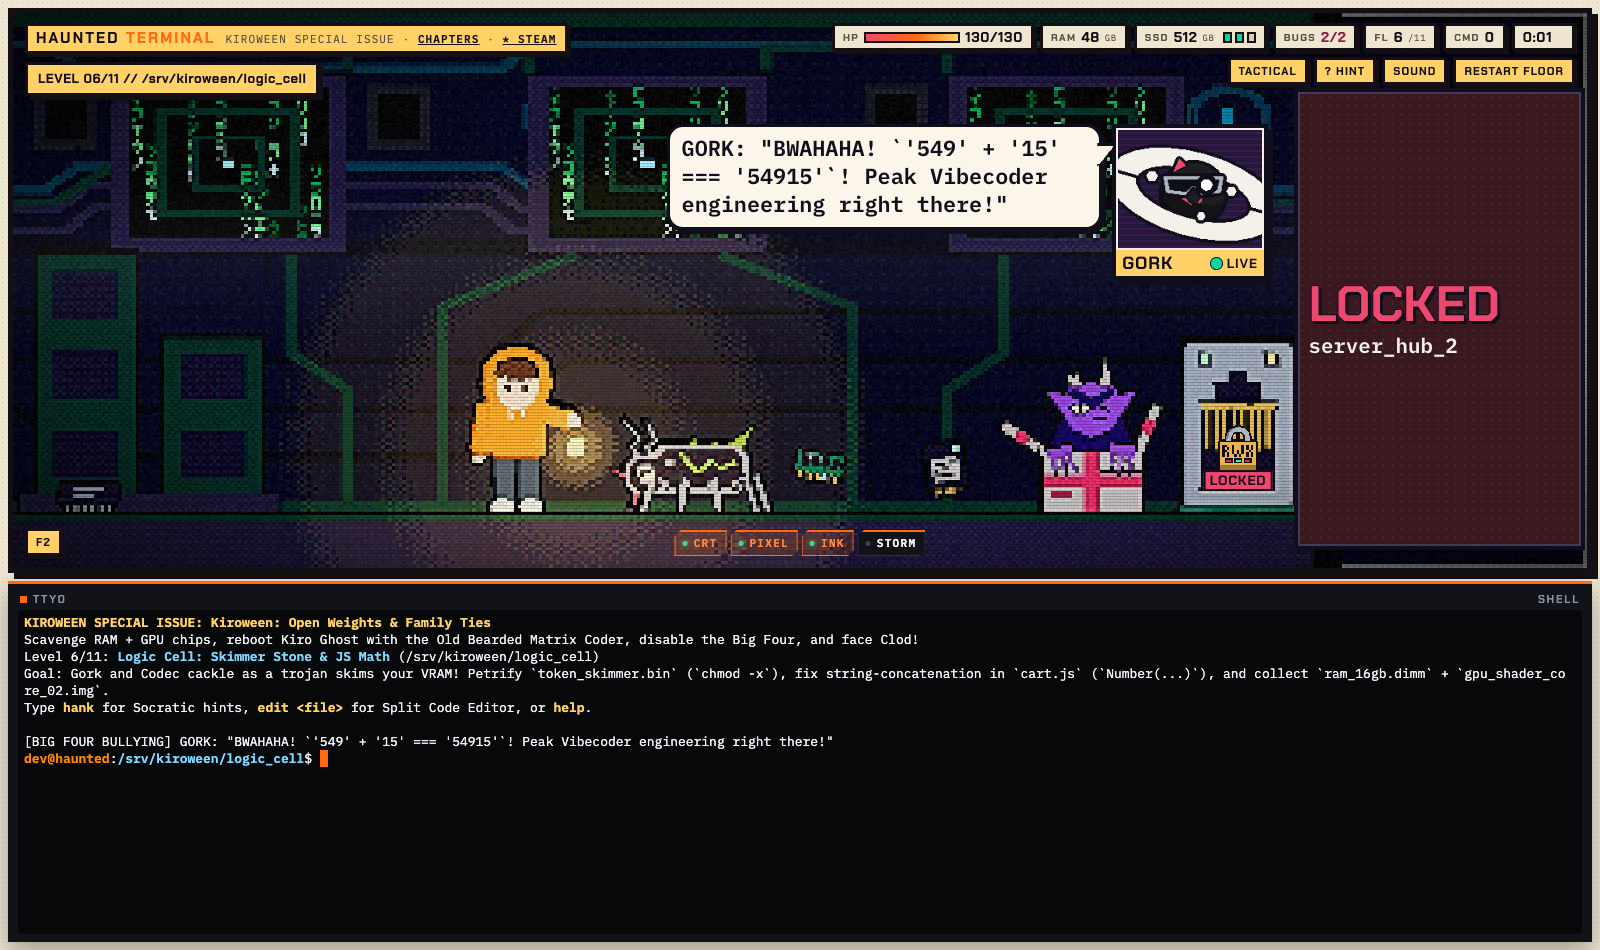 HAUNTED TERMINAL KIROWEEN SPECIAL ISSUE · CHAPTERS · ★ STEAM
HP 130/130 RAM 48 GB SSD 512 GB BUGS 2/2 FL 6 /11 CMD 0 0:01
LEVEL 06/11 // /srv/kiroween/logic_cell
TACTICAL ? HINT SOUND RESTART FLOOR
GORK: "BWAHAHA! `'549' + '15'
=== '54915'`! Peak Vibecoder
engineering right there!"
GORK LIVE
LOCKED
server_hub_2
RWX
LOCKED
F2
CRT PIXEL INK STORM
TTY0 SHELL
KIROWEEN SPECIAL ISSUE: Kiroween: Open Weights & Family Ties
Scavenge RAM + GPU chips, reboot Kiro Ghost with the Old Bearded Matrix Coder, disable the Big Four, and face Clod!
Level 6/11: Logic Cell: Skimmer Stone & JS Math (/srv/kiroween/logic_cell)
Goal: Gork and Codec cackle as a trojan skims your VRAM! Petrify `token_skimmer.bin` (`chmod -x`), fix string-concatenation in `cart.js` (`Number(...)`), and collect `ram_16gb.dimm` + `gpu_shader_co
re_02.img`.
Type hank for Socratic hints, edit <file> for Split Code Editor, or help.
[BIG FOUR BULLYING] GORK: "BWAHAHA! `'549' + '15' === '54915'`! Peak Vibecoder engineering right there!"
dev@haunted:/srv/kiroween/logic_cell$